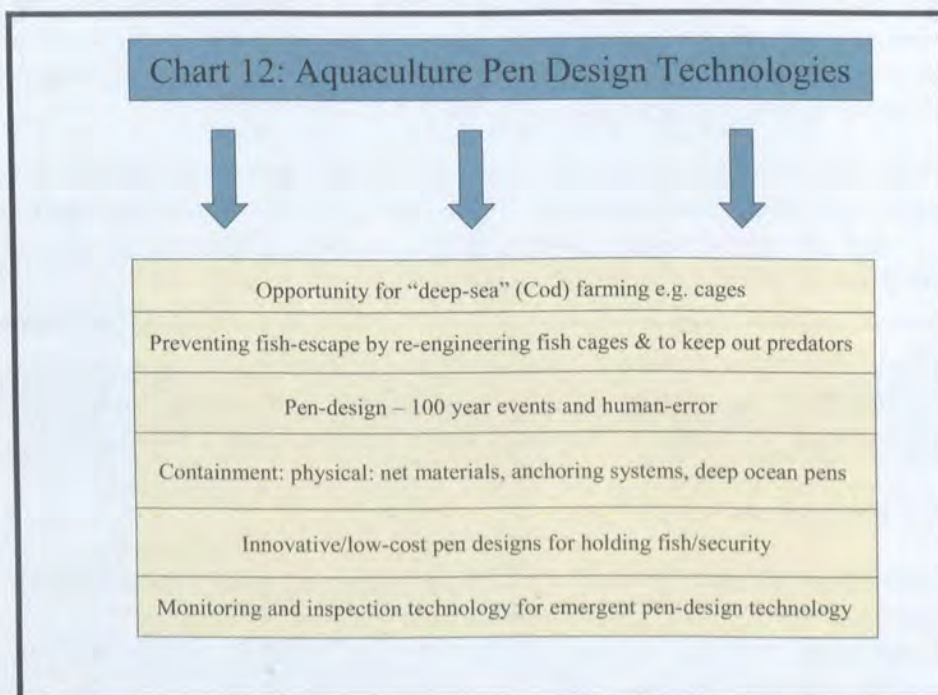 Chart 12: Aquaculture Pen Design Technologies
Opportunity for “deep-sea” (Cod) farming e.g. cages
Preventing fish-escape by re-engineering fish cages & to keep out predators
Pen-design – 100 year events and human-error
Containment: physical: net materials, anchoring systems, deep ocean pens
Innovative/low-cost pen designs for holding fish/security
Monitoring and inspection technology for emergent pen-design technology